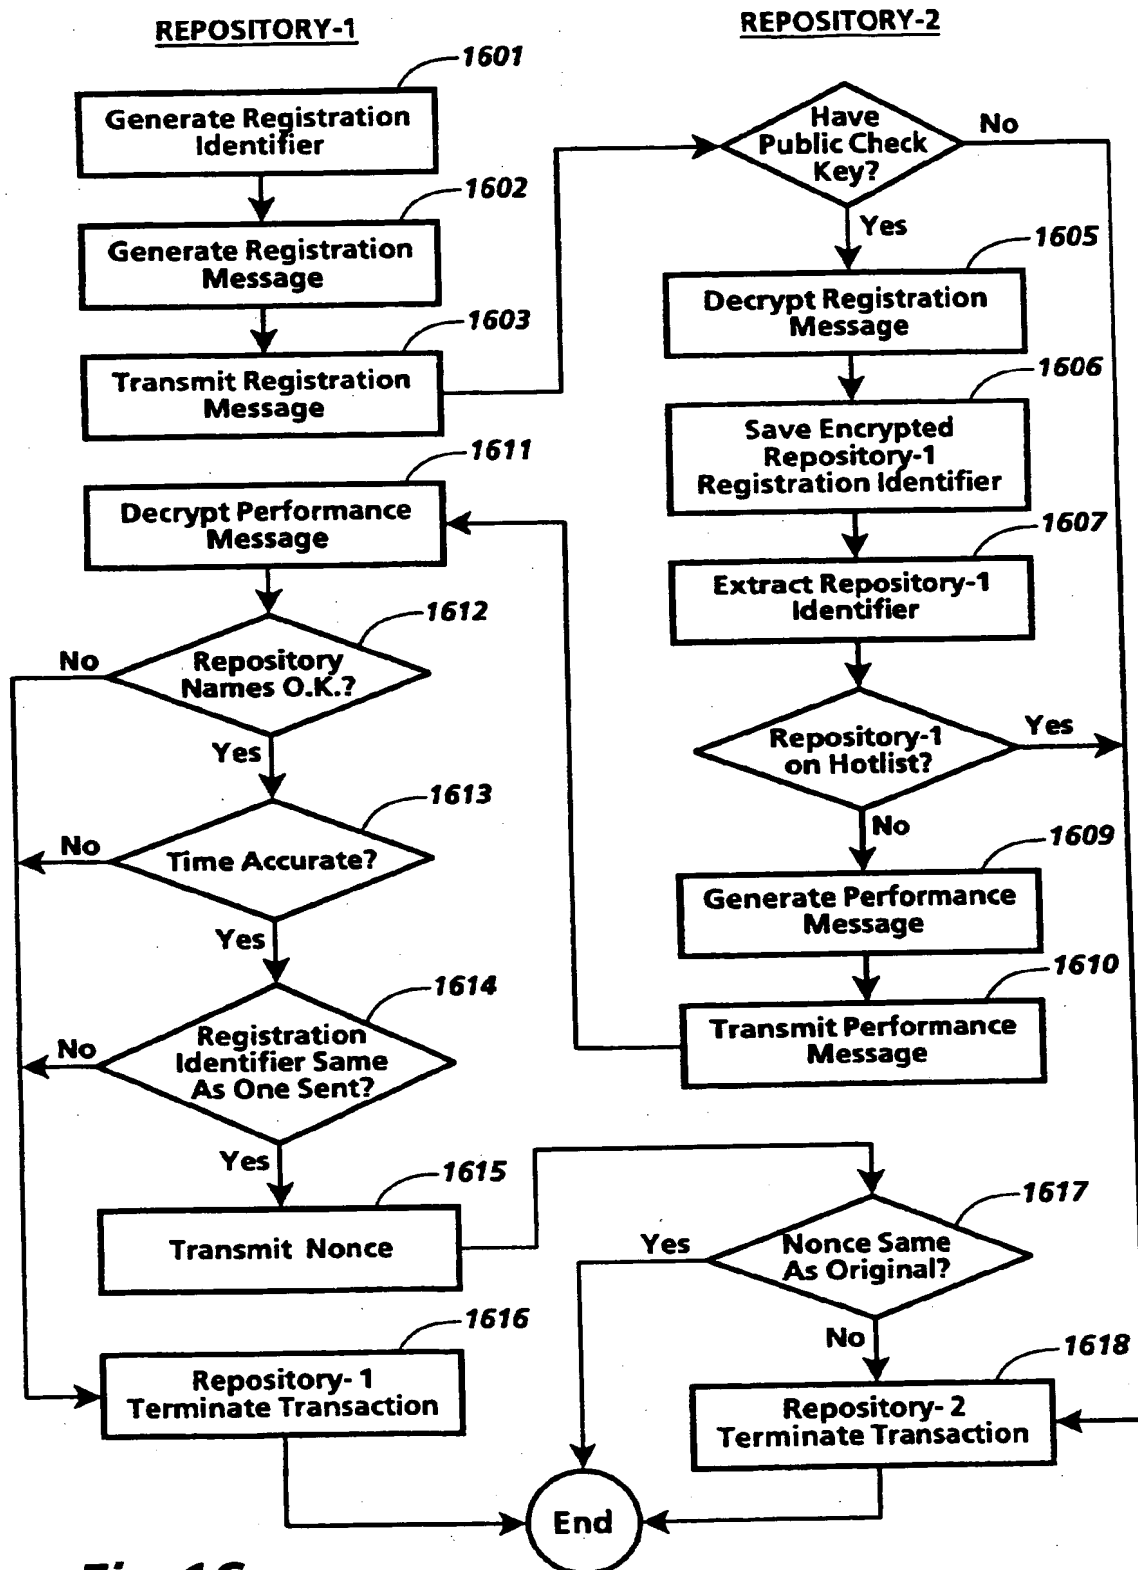 REPOSITORY-1
1601
Generate Registration
Identifier
1602
Generate Registration
Message
1603
Transmit Registration
Message
1611
Decrypt Performance
Message
1612
Repository
Names O.K.?
No
Yes
1613
Time Accurate?
No
Yes
1614
Registration
Identifier Same
As One Sent?
No
Yes
1615
Transmit Nonce
1616
Repository- 1
Terminate Transaction
REPOSITORY-2
Have
Public Check
Key?
No
Yes
1605
Decrypt Registration
Message
1606
Save Encrypted
Repository-1
Registration Identifier
1607
Extract Repository-1
Identifier
Repository-1
on Hotlist?
Yes
No
1609
Generate Performance
Message
1610
Transmit Performance
Message
1617
Nonce Same
As Original?
Yes
No
1618
Repository- 2
Terminate Transaction
End